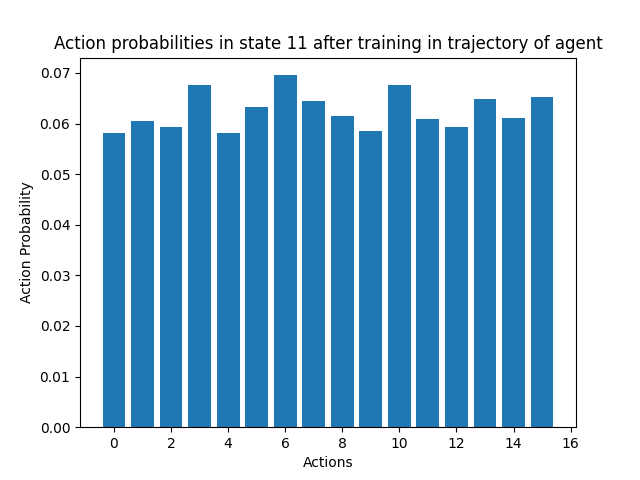 Action probabilities in state 11 after training in trajectory of agent
0.07
0.06
0.05
0.04
0.03
0.02
0.01
0.00
Action Probability
0 2 4 6 8 10 12 14 16
Actions